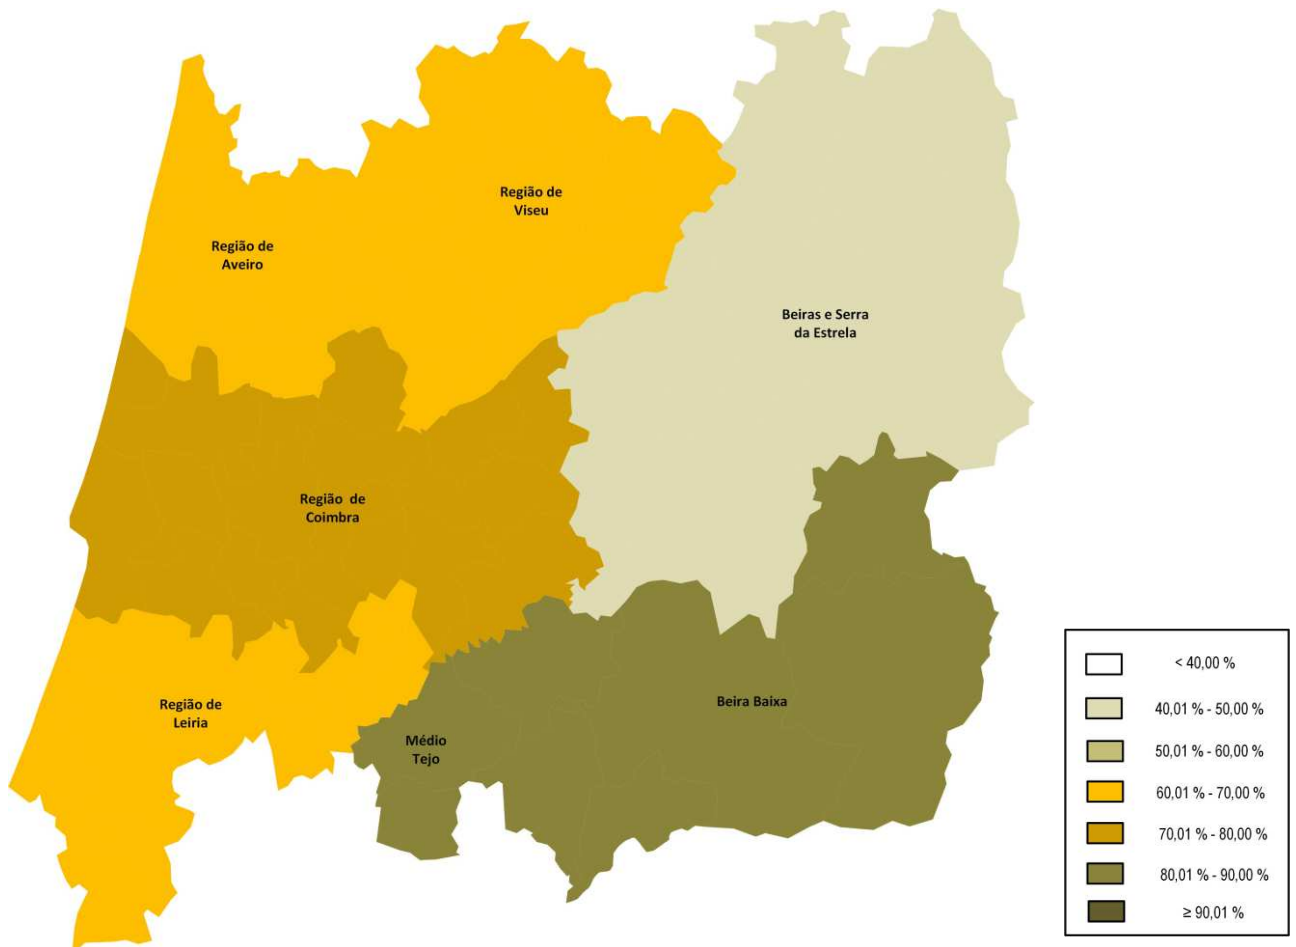 Região de
Viseu
Região de
Aveiro
Beiras e Serra
da Estrela
Região de
Coimbra
Região de
Leiria
Beira Baixa
Médio
Tejo
< 40,00 %
40,01 % - 50,00 %
50,01 % - 60,00 %
60,01 % - 70,00 %
70,01 % - 80,00 %
80,01 % - 90,00 %
≥ 90,01 %